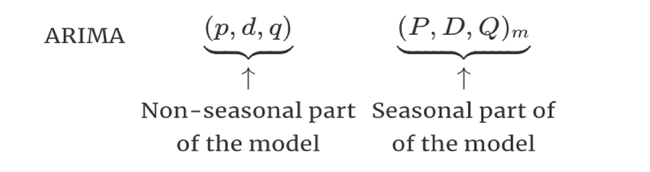 ARIMA (p, d, q) (P, D, Q)m
↑ ↑
Non-seasonal part Seasonal part of
of the model of the model